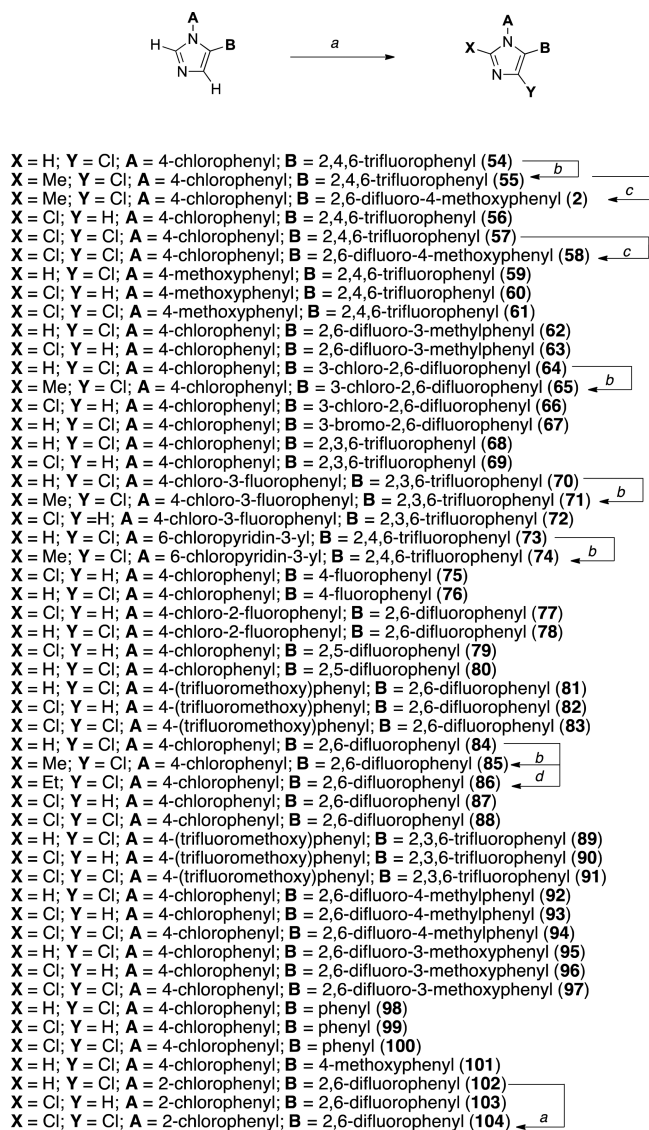 A
H
N
B
N
H
a
A
X
N
B
N
Y
X = H; Y = Cl; A = 4-chlorophenyl; B = 2,4,6-trifluorophenyl (54)
b
X = Me; Y = Cl; A = 4-chlorophenyl; B = 2,4,6-trifluorophenyl (55)
c
X = Me; Y = Cl; A = 4-chlorophenyl; B = 2,6-difluoro-4-methoxyphenyl (2)
X = Cl; Y = H; A = 4-chlorophenyl; B = 2,4,6-trifluorophenyl (56)
X = Cl; Y = Cl; A = 4-chlorophenyl; B = 2,4,6-trifluorophenyl (57)
c
X = Cl; Y = Cl; A = 4-chlorophenyl; B = 2,6-difluoro-4-methoxyphenyl (58)
X = H; Y = Cl; A = 4-methoxyphenyl; B = 2,4,6-trifluorophenyl (59)
X = Cl; Y = H; A = 4-methoxyphenyl; B = 2,4,6-trifluorophenyl (60)
X = Cl; Y = Cl; A = 4-methoxyphenyl; B = 2,4,6-trifluorophenyl (61)
X = H; Y = Cl; A = 4-chlorophenyl; B = 2,6-difluoro-3-methylphenyl (62)
X = Cl; Y = H; A = 4-chlorophenyl; B = 2,6-difluoro-3-methylphenyl (63)
X = H; Y = Cl; A = 4-chlorophenyl; B = 3-chloro-2,6-difluorophenyl (64)
b
X = Me; Y = Cl; A = 4-chlorophenyl; B = 3-chloro-2,6-difluorophenyl (65)
X = Cl; Y = H; A = 4-chlorophenyl; B = 3-chloro-2,6-difluorophenyl (66)
X = H; Y = Cl; A = 4-chlorophenyl; B = 3-bromo-2,6-difluorophenyl (67)
X = H; Y = Cl; A = 4-chlorophenyl; B = 2,3,6-trifluorophenyl (68)
X = Cl; Y = H; A = 4-chlorophenyl; B = 2,3,6-trifluorophenyl (69)
X = H; Y = Cl; A = 4-chloro-3-fluorophenyl; B = 2,3,6-trifluorophenyl (70)
b
X = Me; Y = Cl; A = 4-chloro-3-fluorophenyl; B = 2,3,6-trifluorophenyl (71)
X = Cl; Y =H; A = 4-chloro-3-fluorophenyl; B = 2,3,6-trifluorophenyl (72)
X = H; Y = Cl; A = 6-chloropyridin-3-yl; B = 2,4,6-trifluorophenyl (73)
b
X = Me; Y = Cl; A = 6-chloropyridin-3-yl; B = 2,4,6-trifluorophenyl (74)
X = Cl; Y = H; A = 4-chlorophenyl; B = 4-fluorophenyl (75)
X = H; Y = Cl; A = 4-chlorophenyl; B = 4-fluorophenyl (76)
X = Cl; Y = H; A = 4-chloro-2-fluorophenyl; B = 2,6-difluorophenyl (77)
X = H; Y = Cl; A = 4-chloro-2-fluorophenyl; B = 2,6-difluorophenyl (78)
X = Cl; Y = H; A = 4-chlorophenyl; B = 2,5-difluorophenyl (79)
X = H; Y = Cl; A = 4-chlorophenyl; B = 2,5-difluorophenyl (80)
X = H; Y = Cl; A = 4-(trifluoromethoxy)phenyl; B = 2,6-difluorophenyl (81)
X = Cl; Y = H; A = 4-(trifluoromethoxy)phenyl; B = 2,6-difluorophenyl (82)
X = Cl; Y = Cl; A = 4-(trifluoromethoxy)phenyl; B = 2,6-difluorophenyl (83)
X = H; Y = Cl; A = 4-chlorophenyl; B = 2,6-difluorophenyl (84)
X = Me; Y = Cl; A = 4-chlorophenyl; B = 2,6-difluorophenyl (85)
b
X = Et; Y = Cl; A = 4-chlorophenyl; B = 2,6-difluorophenyl (86)
d
X = Cl; Y = H; A = 4-chlorophenyl; B = 2,6-difluorophenyl (87)
X = Cl; Y = Cl; A = 4-chlorophenyl; B = 2,6-difluorophenyl (88)
X = H; Y = Cl; A = 4-(trifluoromethoxy)phenyl; B = 2,3,6-trifluorophenyl (89)
X = Cl; Y = H; A = 4-(trifluoromethoxy)phenyl; B = 2,3,6-trifluorophenyl (90)
X = Cl; Y = Cl; A = 4-(trifluoromethoxy)phenyl; B = 2,3,6-trifluorophenyl (91)
X = H; Y = Cl; A = 4-chlorophenyl; B = 2,6-difluoro-4-methylphenyl (92)
X = Cl; Y = H; A = 4-chlorophenyl; B = 2,6-difluoro-4-methylphenyl (93)
X = Cl; Y = Cl; A = 4-chlorophenyl; B = 2,6-difluoro-4-methylphenyl (94)
X = H; Y = Cl; A = 4-chlorophenyl; B = 2,6-difluoro-3-methoxyphenyl (95)
X = Cl; Y = H; A = 4-chlorophenyl; B = 2,6-difluoro-3-methoxyphenyl (96)
X = Cl; Y = Cl; A = 4-chlorophenyl; B = 2,6-difluoro-3-methoxyphenyl (97)
X = H; Y = Cl; A = 4-chlorophenyl; B = phenyl (98)
X = Cl; Y = H; A = 4-chlorophenyl; B = phenyl (99)
X = Cl; Y = Cl; A = 4-chlorophenyl; B = phenyl (100)
X = H; Y = Cl; A = 4-chlorophenyl; B = 4-methoxyphenyl (101)
X = H; Y = Cl; A = 2-chlorophenyl; B = 2,6-difluorophenyl (102)
X = Cl; Y = H; A = 2-chlorophenyl; B = 2,6-difluorophenyl (103)
X = Cl; Y = Cl; A = 2-chlorophenyl; B = 2,6-difluorophenyl (104)
a